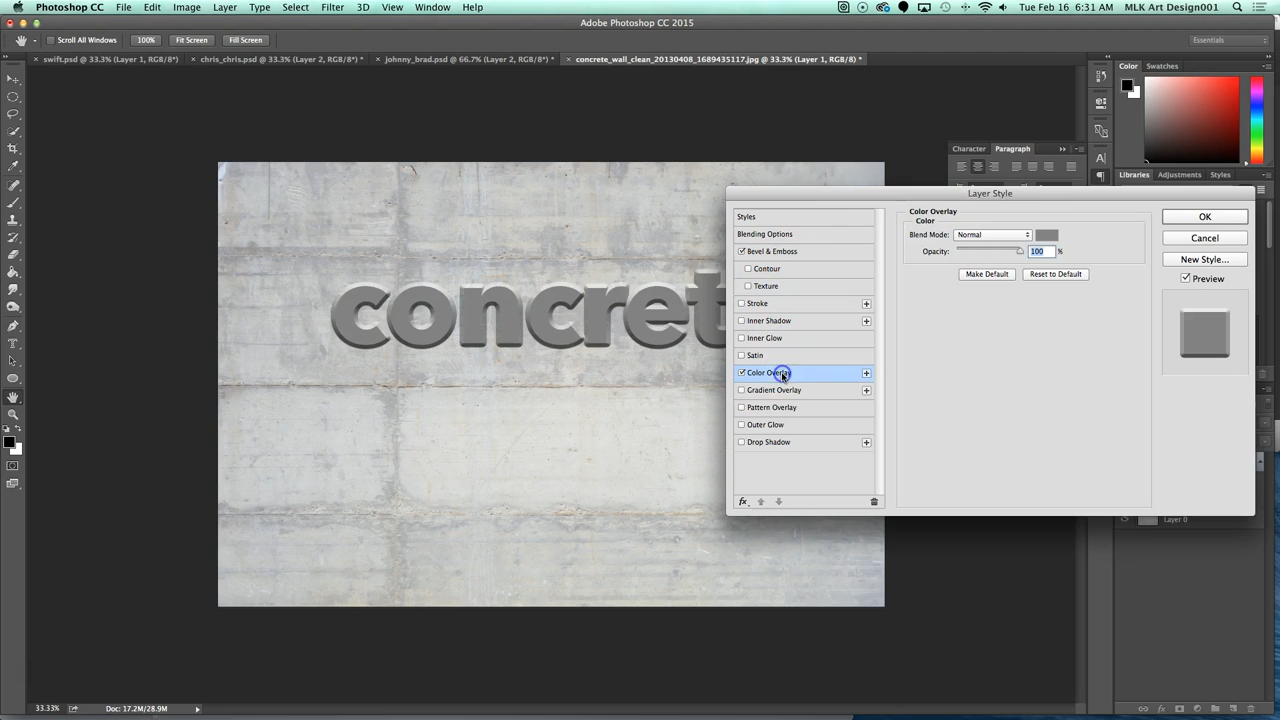 Photoshop CC File Edit Image Layer Type Select Filter 3D View Window Help Tue Feb 16 6:31 AM MLK Art Design001
Adobe Photoshop CC 2015
Scroll All Windows 100% Fit Screen Fill Screen Essentials
swift.psd @ 33.3% (Layer 1, RGB/8*) chris_chris.psd @ 33.3% (Layer 2, RGB/8*) * johnny_brad.psd @ 66.7% (Layer 2, RGB/8*) * concrete_wall_clean_20130408_1689435117.jpg @ 33.3% (Layer 1, RGB/8) *
Color Swatches
Character Paragraph
Libraries Adjustments Styles
Layer Style
Styles
Blending Options
Bevel & Emboss
Contour
Texture
Stroke
Inner Shadow
Inner Glow
Satin
Color Overlay
Gradient Overlay
Pattern Overlay
Outer Glow
Drop Shadow
fx
Color Overlay
Color
Blend Mode: Normal
Opacity: 100 %
Make Default Reset to Default
OK
Cancel
New Style...
Preview
concret
Layer 0
33.33% Doc: 17.2M/28.9M